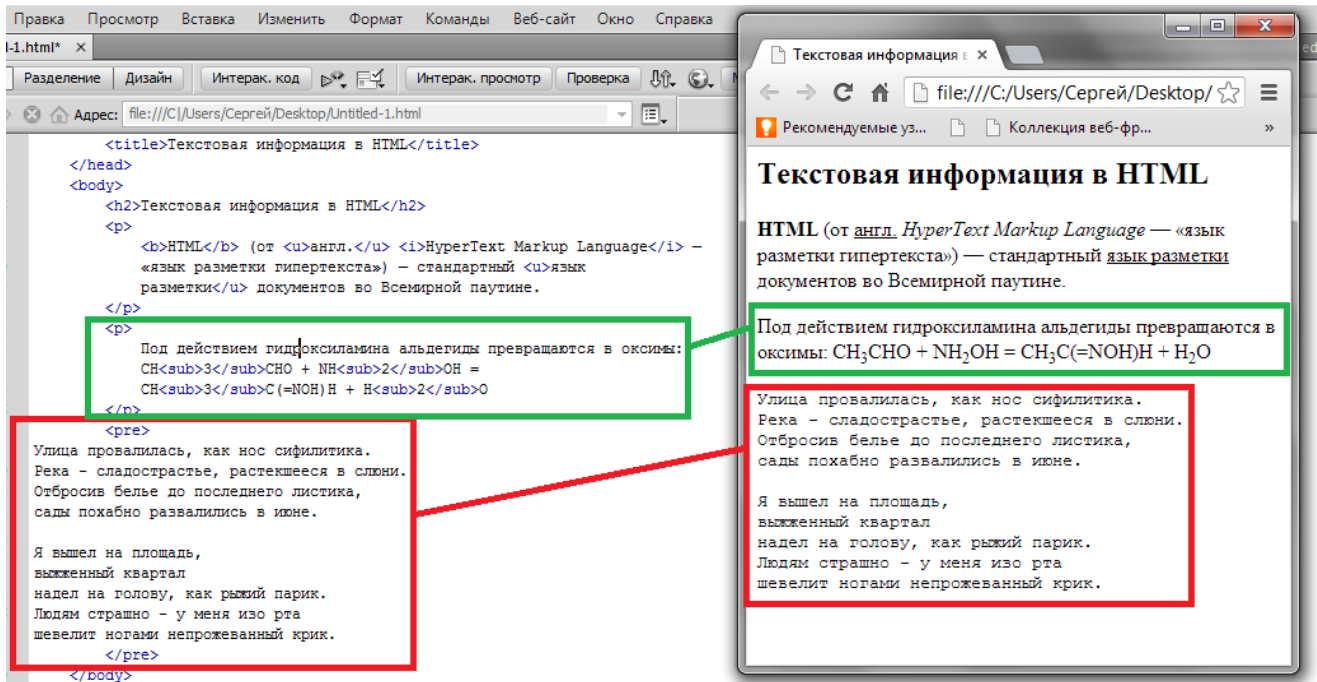 Правка Просмотр Вставка Изменить Формат Команды Веб-сайт Окно Справка
l-1.html* ×
Разделение Дизайн Интерак. код Интерак. просмотр Проверка
Адрес: file:///C|/Users/Сергей/Desktop/Untitled-1.html
<title>Текстовая информация в HTML</title>
</head>
<body>
<h2>Текстовая информация в HTML</h2>
<p>
<b>HTML</b> (от <u>англ.</u> <i>HyperText Markup Language</i> —
«язык разметки гипертекста») — стандартный <u>язык
разметки</u> документов во Всемирной паутине.
</p>
<p>
Под действием гидроксиламина альдегиды превращаются в оксимы:
CH<sub>3</sub>CHO + NH<sub>2</sub>OH =
CH<sub>3</sub>C(=NOH)H + H<sub>2</sub>O
</p>
<pre>
Улица провалилась, как нос сифилитика.
Река – сладострастье, растекшееся в слюни.
Отбросив белье до последнего листика,
сады похабно развалились в июне.
Я вышел на площадь,
выжженный квартал
надел на голову, как рыжий парик.
Людям страшно – у меня изо рта
шевелит ногами непрожеванный крик.
</pre>
</body>
Текстовая информация в ×
file:///C:/Users/Сергей/Desktop/
Рекомендуемые уз... Коллекция веб-фр... »
Текстовая информация в HTML
HTML (от англ. HyperText Markup Language — «язык
разметки гипертекста») — стандартный язык разметки
документов во Всемирной паутине.
Под действием гидроксиламина альдегиды превращаются в
оксимы: CH₃CHO + NH₂OH = CH₃C(=NOH)H + H₂O
Улица провалилась, как нос сифилитика.
Река – сладострастье, растекшееся в слюни.
Отбросив белье до последнего листика,
сады похабно развалились в июне.
Я вышел на площадь,
выжженный квартал
надел на голову, как рыжий парик.
Людям страшно – у меня изо рта
шевелит ногами непрожеванный крик.